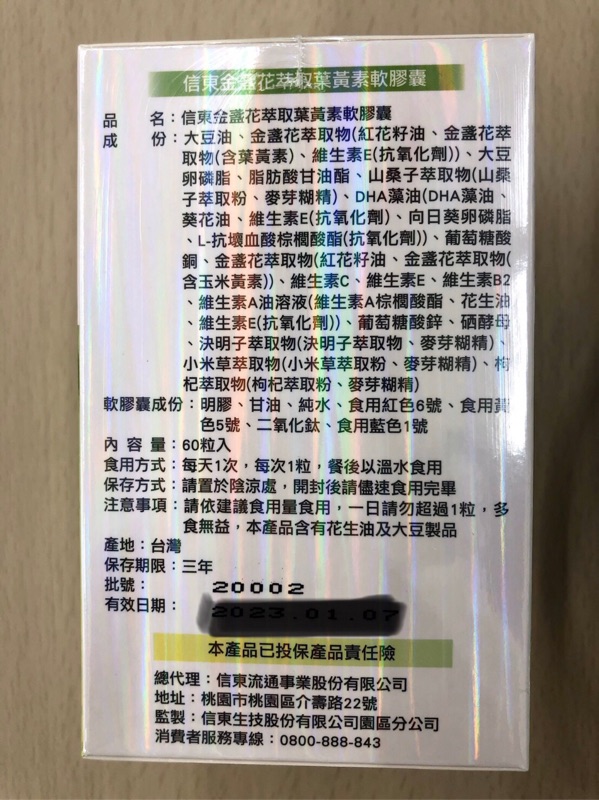 信東金盞花萃取葉黃素軟膠囊
品名：信東金盞花萃取葉黃素軟膠囊
成份：大豆油、金盞花萃取物(紅花籽油、金盞花萃
取物(含葉黃素)、維生素E(抗氧化劑))、大豆
卵磷脂、脂肪酸甘油酯、山桑子萃取物(山桑
子萃取粉、麥芽糊精)、DHA藻油(DHA藻油、
葵花油、維生素E(抗氧化劑)、向日葵卵磷脂
、L-抗壞血酸棕櫚酸酯(抗氧化劑))、葡萄糖酸
銅、金盞花萃取物(紅花籽油、金盞花萃取物(
含玉米黃素))、維生素C、維生素E、維生素B2
、維生素A油溶液(維生素A棕櫚酸酯、花生油
、維生素E(抗氧化劑))、葡萄糖酸鋅、硒酵母
、決明子萃取物(決明子萃取物、麥芽糊精)、
小米草萃取物(小米草萃取粉、麥芽糊精)、枸
杞萃取物(枸杞萃取粉、麥芽糊精)
軟膠囊成份：明膠、甘油、純水、食用紅色6號、食用黃
色5號、二氧化鈦、食用藍色1號
內容量：60粒入
食用方式：每天1次，每次1粒，餐後以溫水食用
保存方式：請置於陰涼處，開封後請儘速食用完畢
注意事項：請依建議食用量食用，一日請勿超過1粒，多
食無益，本產品含有花生油及大豆製品
產地：台灣
保存期限：三年
批號：20002
有效日期：2023.01.07
本產品已投保產品責任險
總代理：信東流通事業股份有限公司
地址：桃園市桃園區介壽路22號
監製：信東生技股份有限公司園區分公司
消費者服務專線：0800-888-843